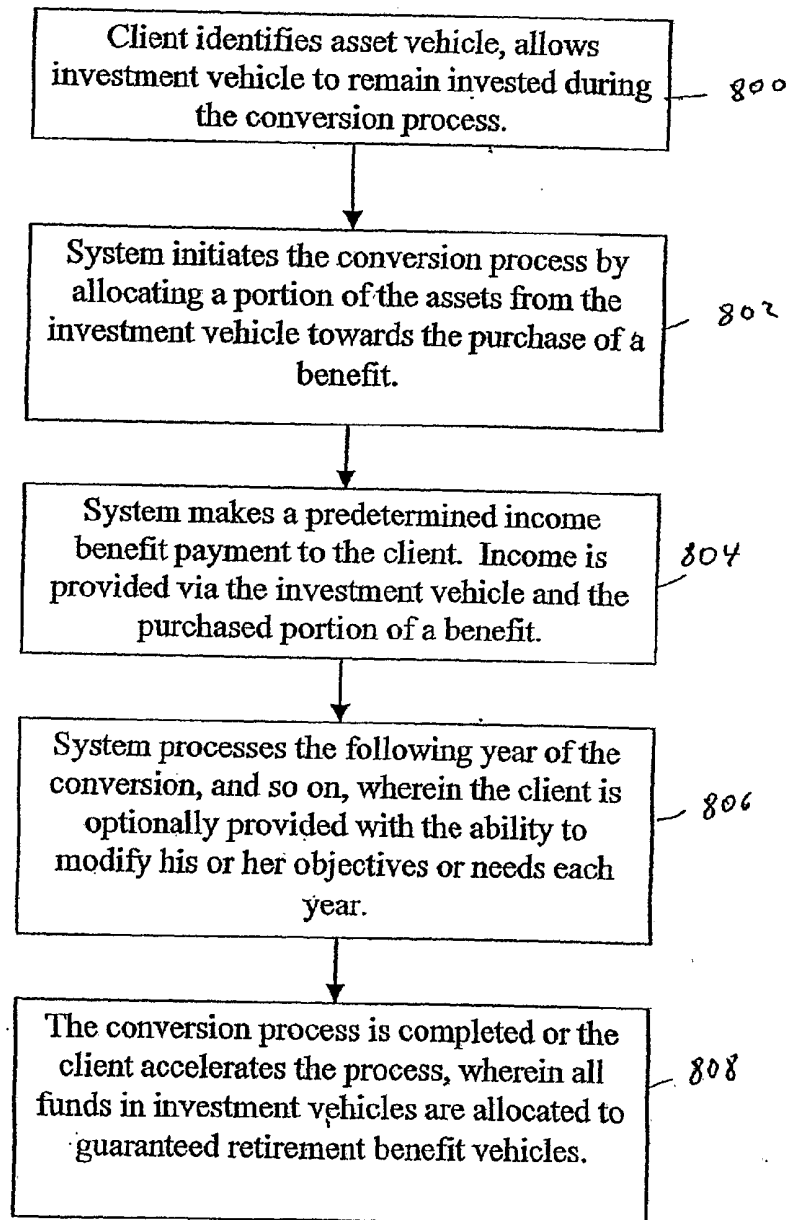 Client identifies asset vehicle, allows
investment vehicle to remain invested during
the conversion process.
800
System initiates the conversion process by
allocating a portion of the assets from the
investment vehicle towards the purchase of a
benefit.
802
System makes a predetermined income
benefit payment to the client. Income is
provided via the investment vehicle and the
purchased portion of a benefit.
804
System processes the following year of the
conversion, and so on, wherein the client is
optionally provided with the ability to
modify his or her objectives or needs each
year.
806
The conversion process is completed or the
client accelerates the process, wherein all
funds in investment vehicles are allocated to
guaranteed retirement benefit vehicles.
808